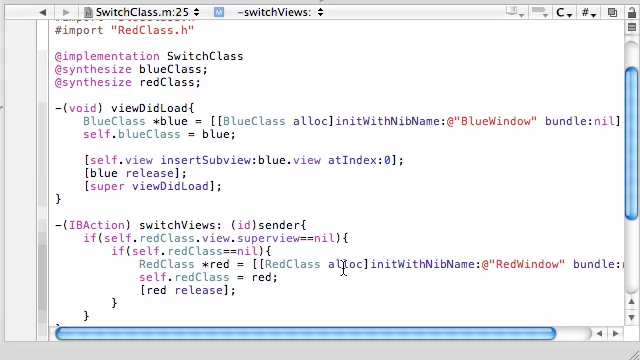 SwitchClass.m:25 -switchViews: C #
#import "RedClass.h"
@implementation SwitchClass
@synthesize blueClass;
@synthesize redClass;
-(void) viewDidLoad{
BlueClass *blue = [[BlueClass alloc]initWithNibName:@"BlueWindow" bundle:nil]
self.blueClass = blue;
[self.view insertSubview:blue.view atIndex:0];
[blue release];
[super viewDidLoad];
}
-(IBAction) switchViews: (id)sender{
if(self.redClass.view.superview==nil){
if(self.redClass==nil){
RedClass *red = [[RedClass alloc]initWithNibName:@"RedWindow" bundle:n
self.redClass = red;
[red release];
}
}